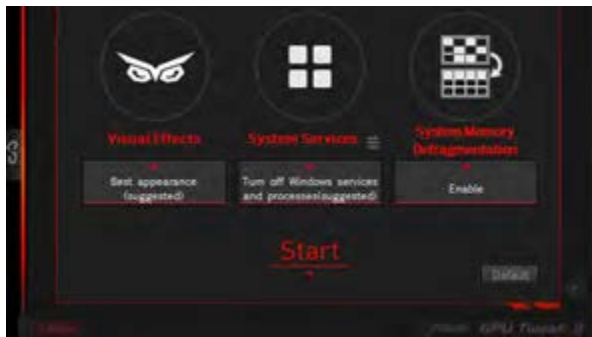 Visual Effects
System Services
System Memory
Defragmentation
Best appearance
(suggested)
Turn off Windows services
and processes(suggested)
Enable
Start
Default
GPU Tweak II